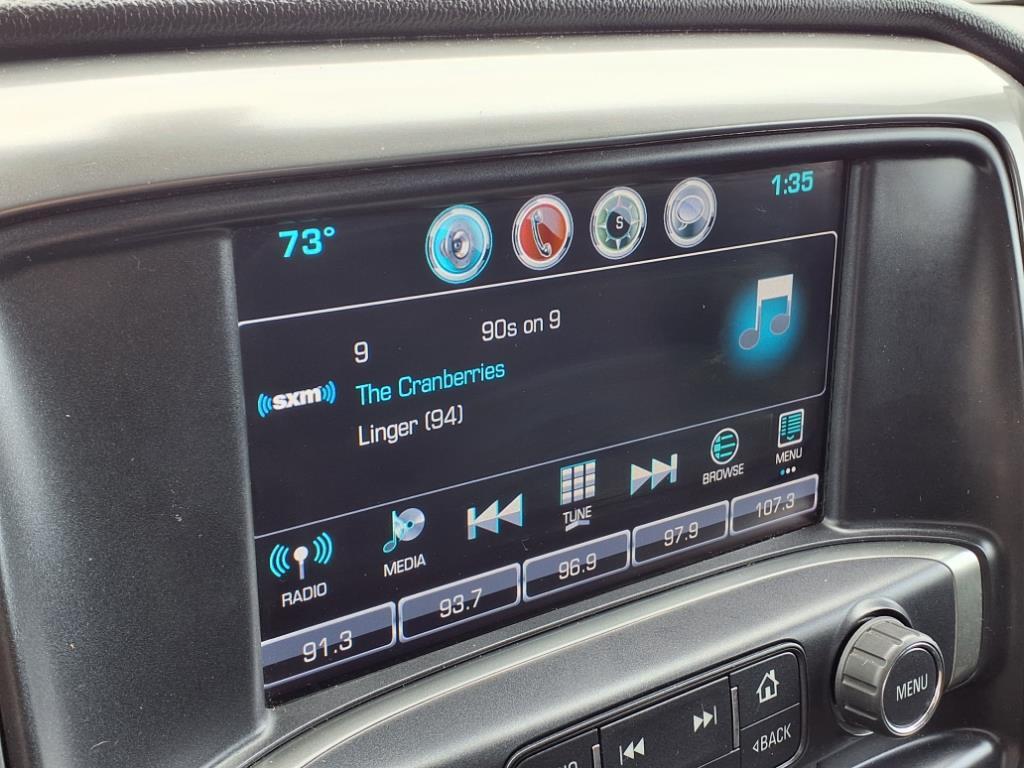 73°
S
1:35
9
90s on 9
sxm
The Cranberries
Linger (94)
RADIO
MEDIA
TUNE
BROWSE
MENU
91.3
93.7
96.9
97.9
107.3
MENU
BACK